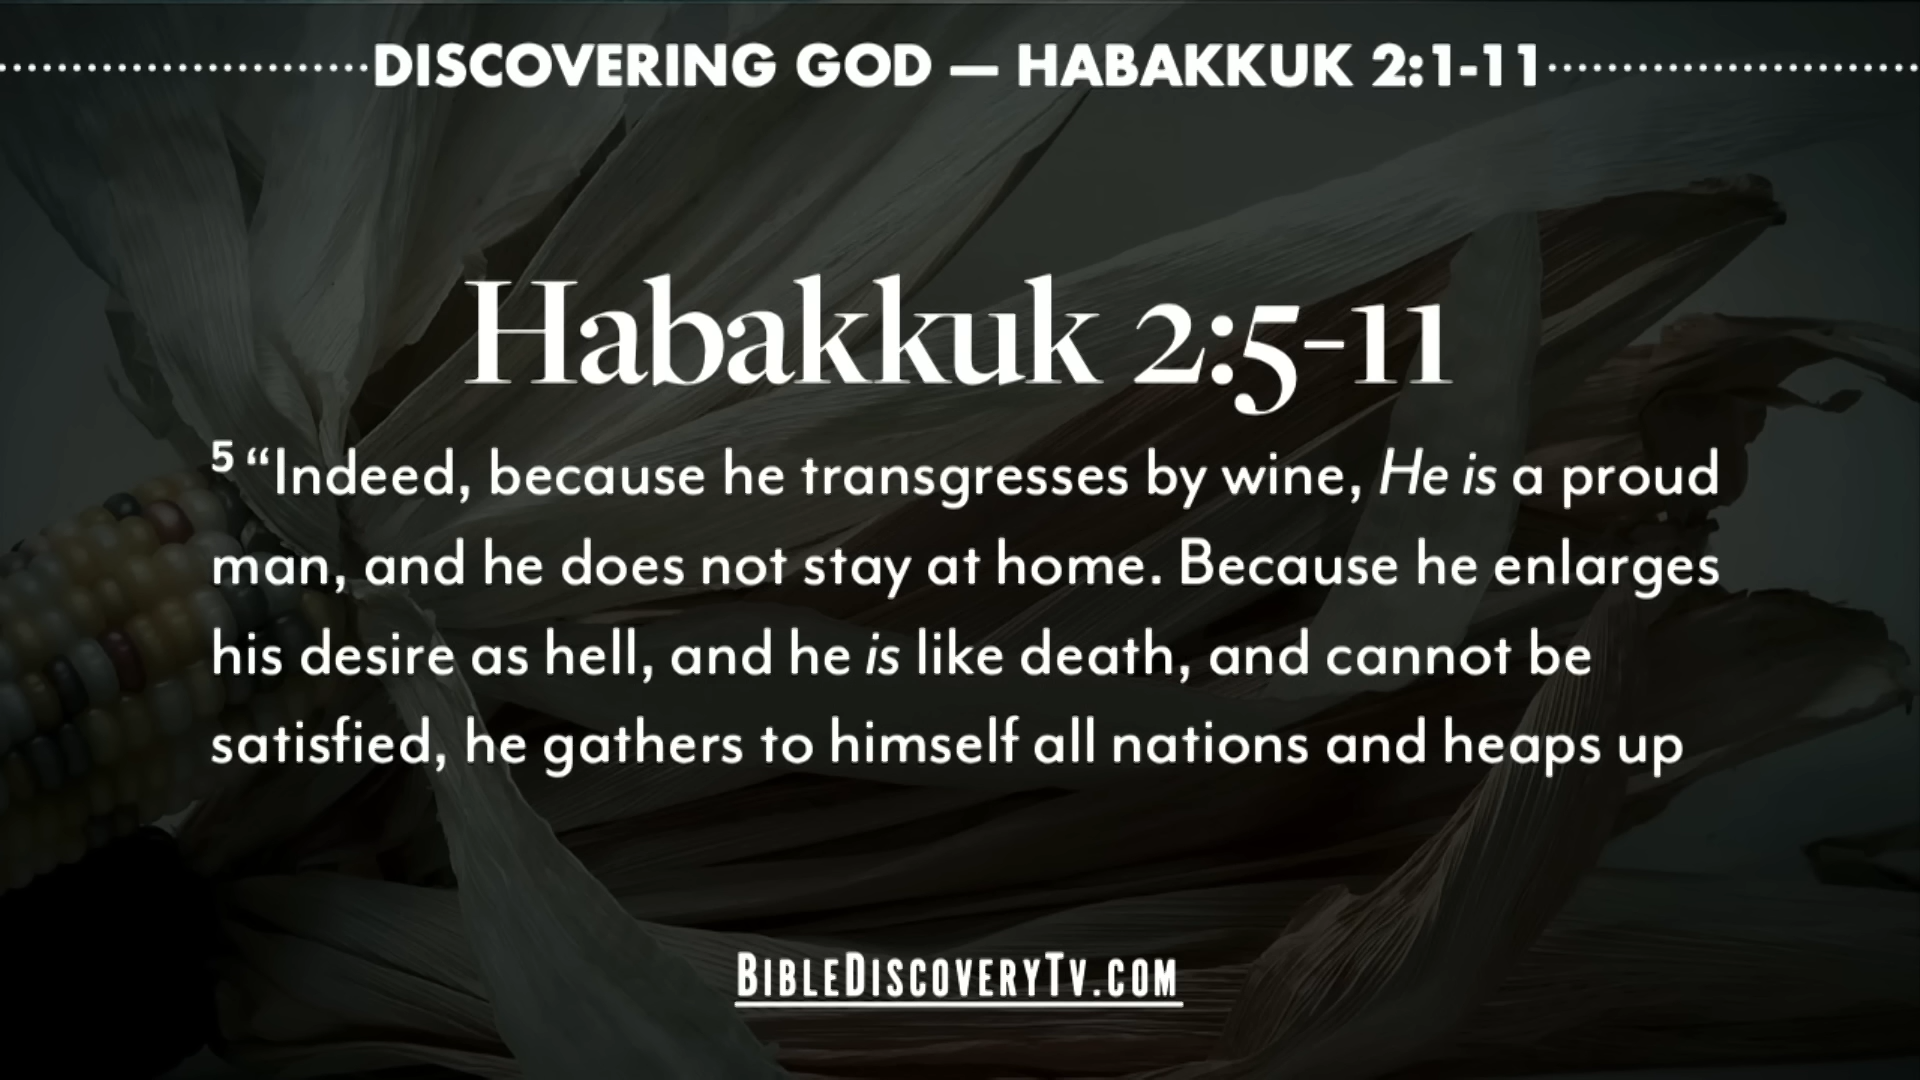 DISCOVERING GOD — HABAKKUK 2:1-11
Habakkuk 2:5-11
5 “Indeed, because he transgresses by wine, He is a proud
man, and he does not stay at home. Because he enlarges
his desire as hell, and he is like death, and cannot be
satisfied, he gathers to himself all nations and heaps up
BIBLEDISCOVERYTV.COM